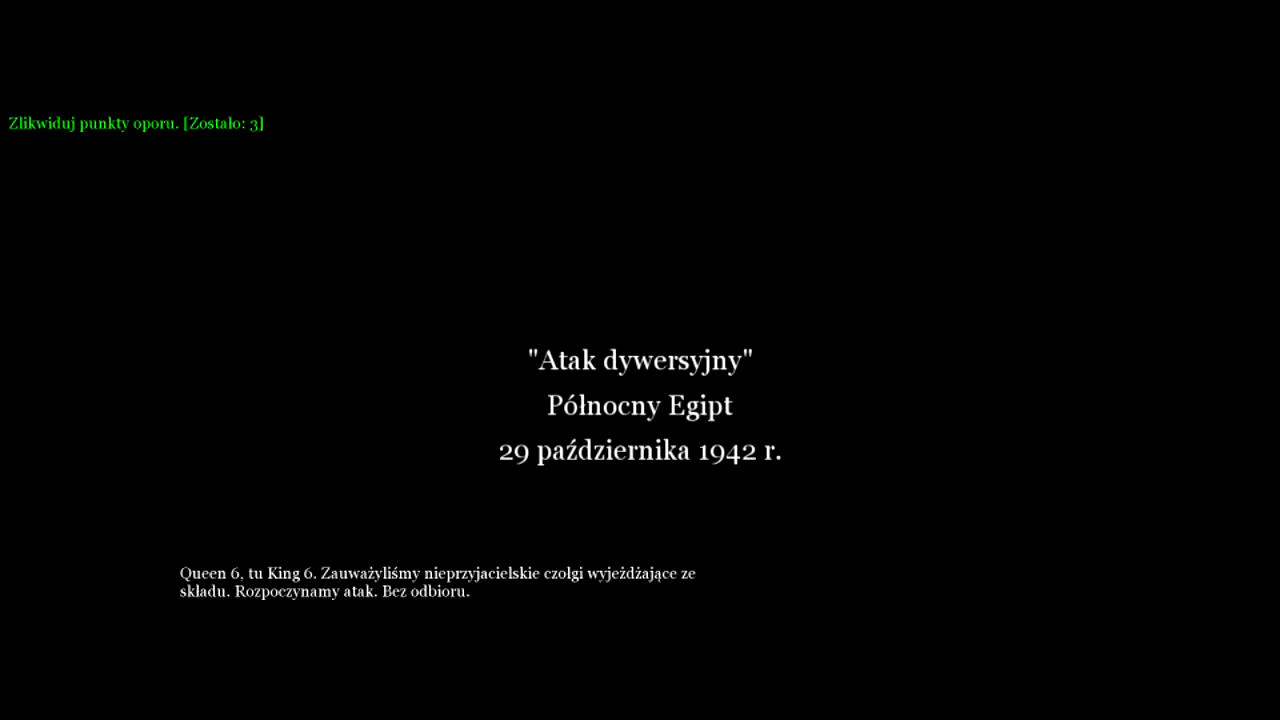 Zlikwiduj punkty oporu. [Zostało: 3]
"Atak dywersyjny"
Północny Egipt
29 października 1942 r.
Queen 6, tu King 6. Zauważyliśmy nieprzyjacielskie czołgi wyjeżdżające ze
składu. Rozpoczynamy atak. Bez odbioru.